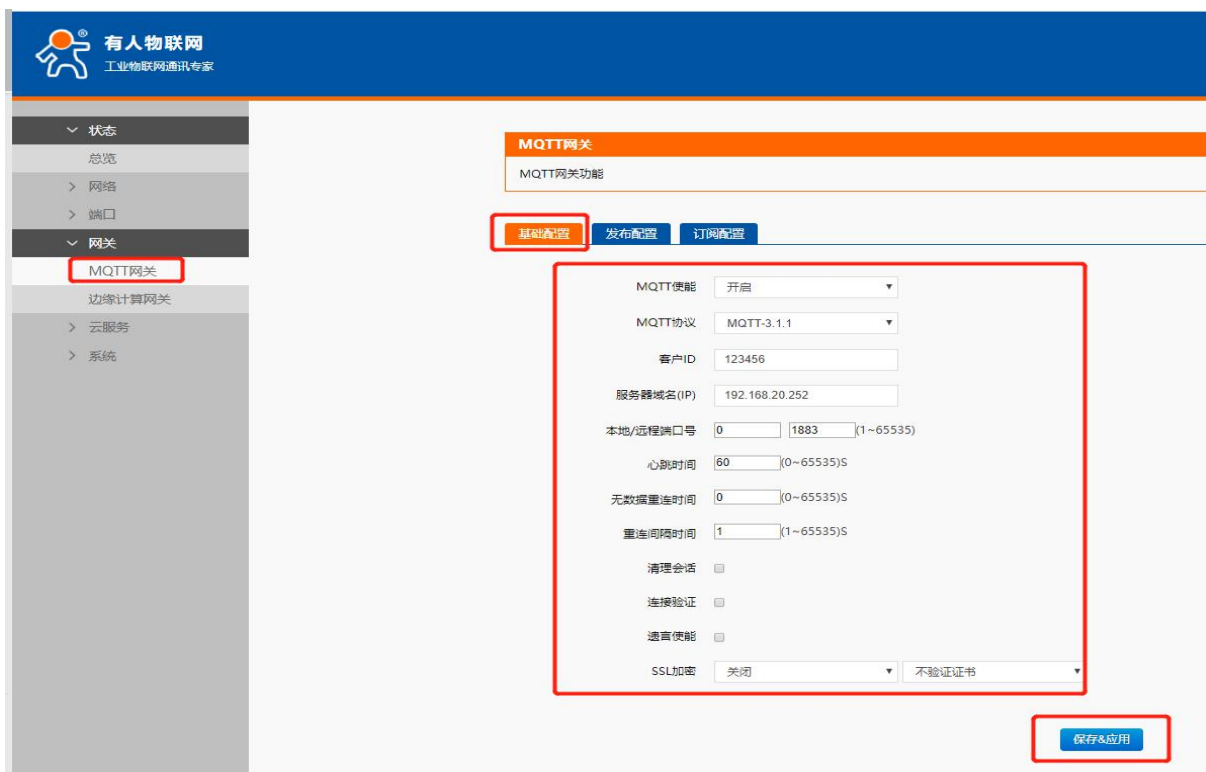 有人物联网
工业物联网通讯专家
状态
总览
网络
端口
网关
MQTT网关
边缘计算网关
云服务
系统
MQTT网关
MQTT网关功能
基础配置 发布配置 订阅配置
MQTT使能 开启
MQTT协议 MQTT-3.1.1
客户ID 123456
服务器域名(IP) 192.168.20.252
本地/远程端口号 0 1883 (1~65535)
心跳时间 60 (0~65535)S
无数据重连时间 0 (0~65535)S
重连间隔时间 1 (1~65535)S
清理会话
连接验证
遗言使能
SSL加密 关闭 不验证证书
保存&应用